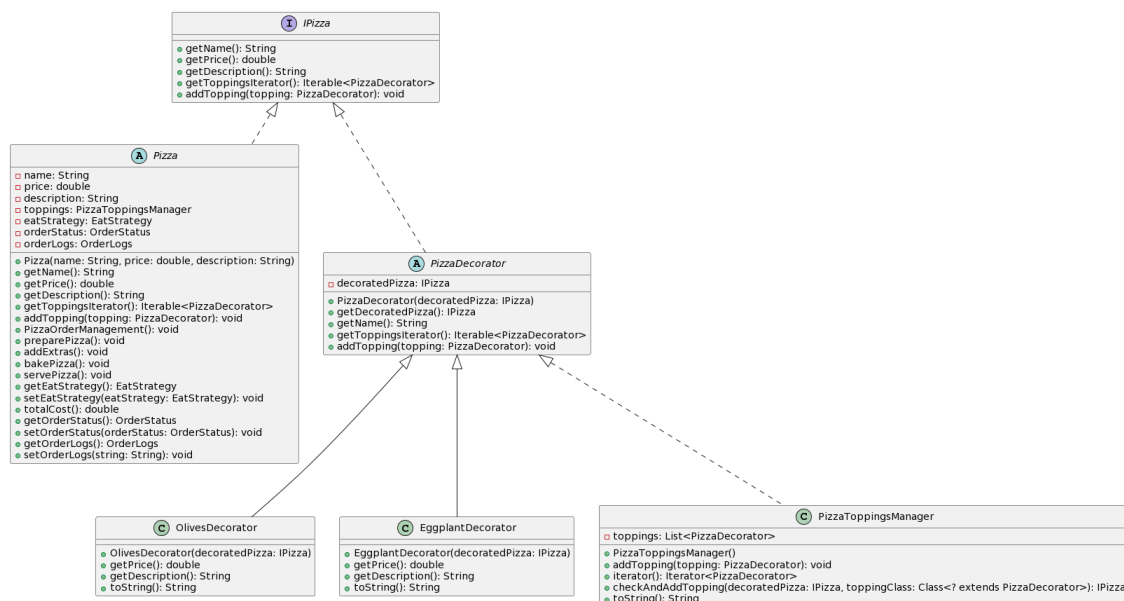 I IPizza
getName(): String
getPrice(): double
getDescription(): String
getToppingsIterator(): Iterable<PizzaDecorator>
addTopping(topping: PizzaDecorator): void
A Pizza
name: String
price: double
description: String
toppings: PizzaToppingsManager
eatStrategy: EatStrategy
orderStatus: OrderStatus
orderLogs: OrderLogs
Pizza(name: String, price: double, description: String)
getName(): String
getPrice(): double
getDescription(): String
getToppingsIterator(): Iterable<PizzaDecorator>
addTopping(topping: PizzaDecorator): void
PizzaOrderManagement(): void
preparePizza(): void
addExtras(): void
bakePizza(): void
servePizza(): void
getEatStrategy(): EatStrategy
setEatStrategy(eatStrategy: EatStrategy): void
totalCost(): double
getOrderStatus(): OrderStatus
setOrderStatus(orderStatus: OrderStatus): void
getOrderLogs(): OrderLogs
setOrderLogs(string: String): void
A PizzaDecorator
decoratedPizza: IPizza
PizzaDecorator(decoratedPizza: IPizza)
getDecoratedPizza(): IPizza
getName(): String
getToppingsIterator(): Iterable<PizzaDecorator>
addTopping(topping: PizzaDecorator): void
C OlivesDecorator
OlivesDecorator(decoratedPizza: IPizza)
getPrice(): double
getDescription(): String
toString(): String
C EggplantDecorator
EggplantDecorator(decoratedPizza: IPizza)
getPrice(): double
getDescription(): String
toString(): String
C PizzaToppingsManager
toppings: List<PizzaDecorator>
PizzaToppingsManager()
addTopping(topping: PizzaDecorator): void
iterator(): Iterator<PizzaDecorator>
checkAndAddTopping(decoratedPizza: IPizza, toppingClass: Class<? extends PizzaDecorator>): IPizza
toString(): String